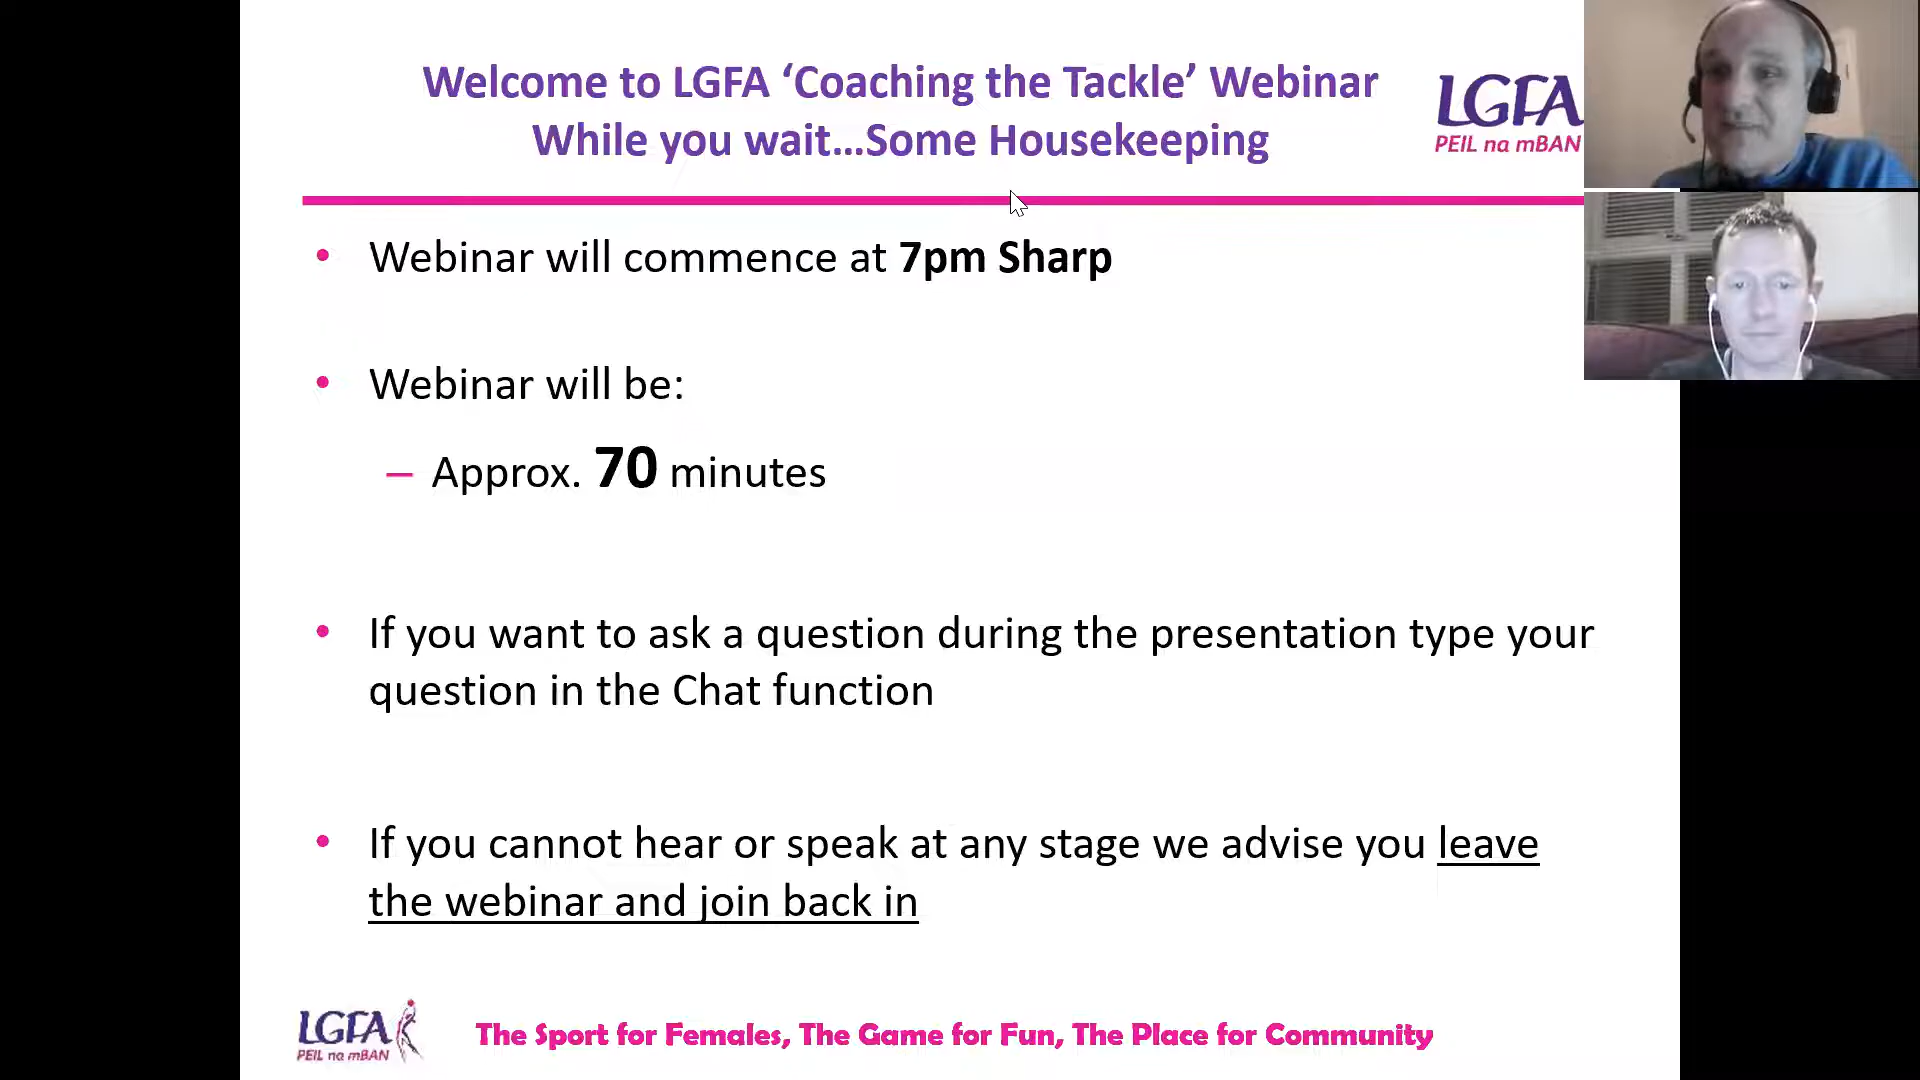 Welcome to LGFA ‘Coaching the Tackle’ Webinar
While you wait...Some Housekeeping
LGFA
PEIL na mBAN
• Webinar will commence at 7pm Sharp
• Webinar will be:
– Approx. 70 minutes
• If you want to ask a question during the presentation type your
question in the Chat function
• If you cannot hear or speak at any stage we advise you leave
the webinar and join back in
LGFA
PEIL na mBAN
The Sport for Females, The Game for Fun, The Place for Community